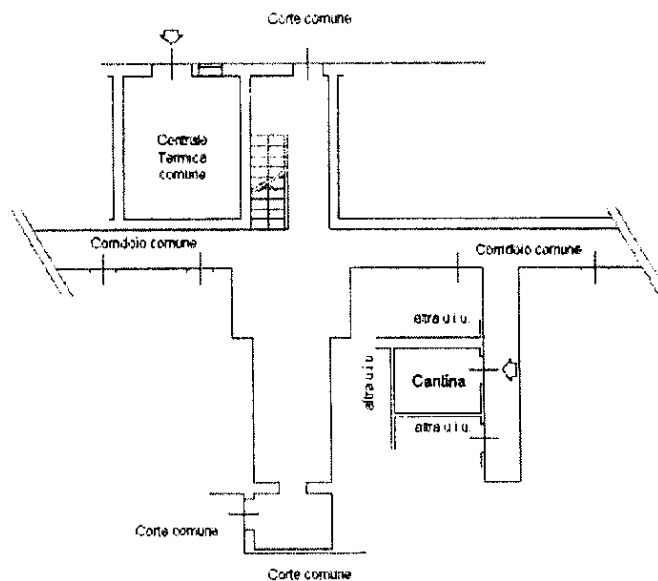 Corte comune
Centrale
Termica
comune
Corridoio comune
Corridoio comune
altra u i u.
altra u i u
Cantina
altra u i u.
Corte comune
Corte comune